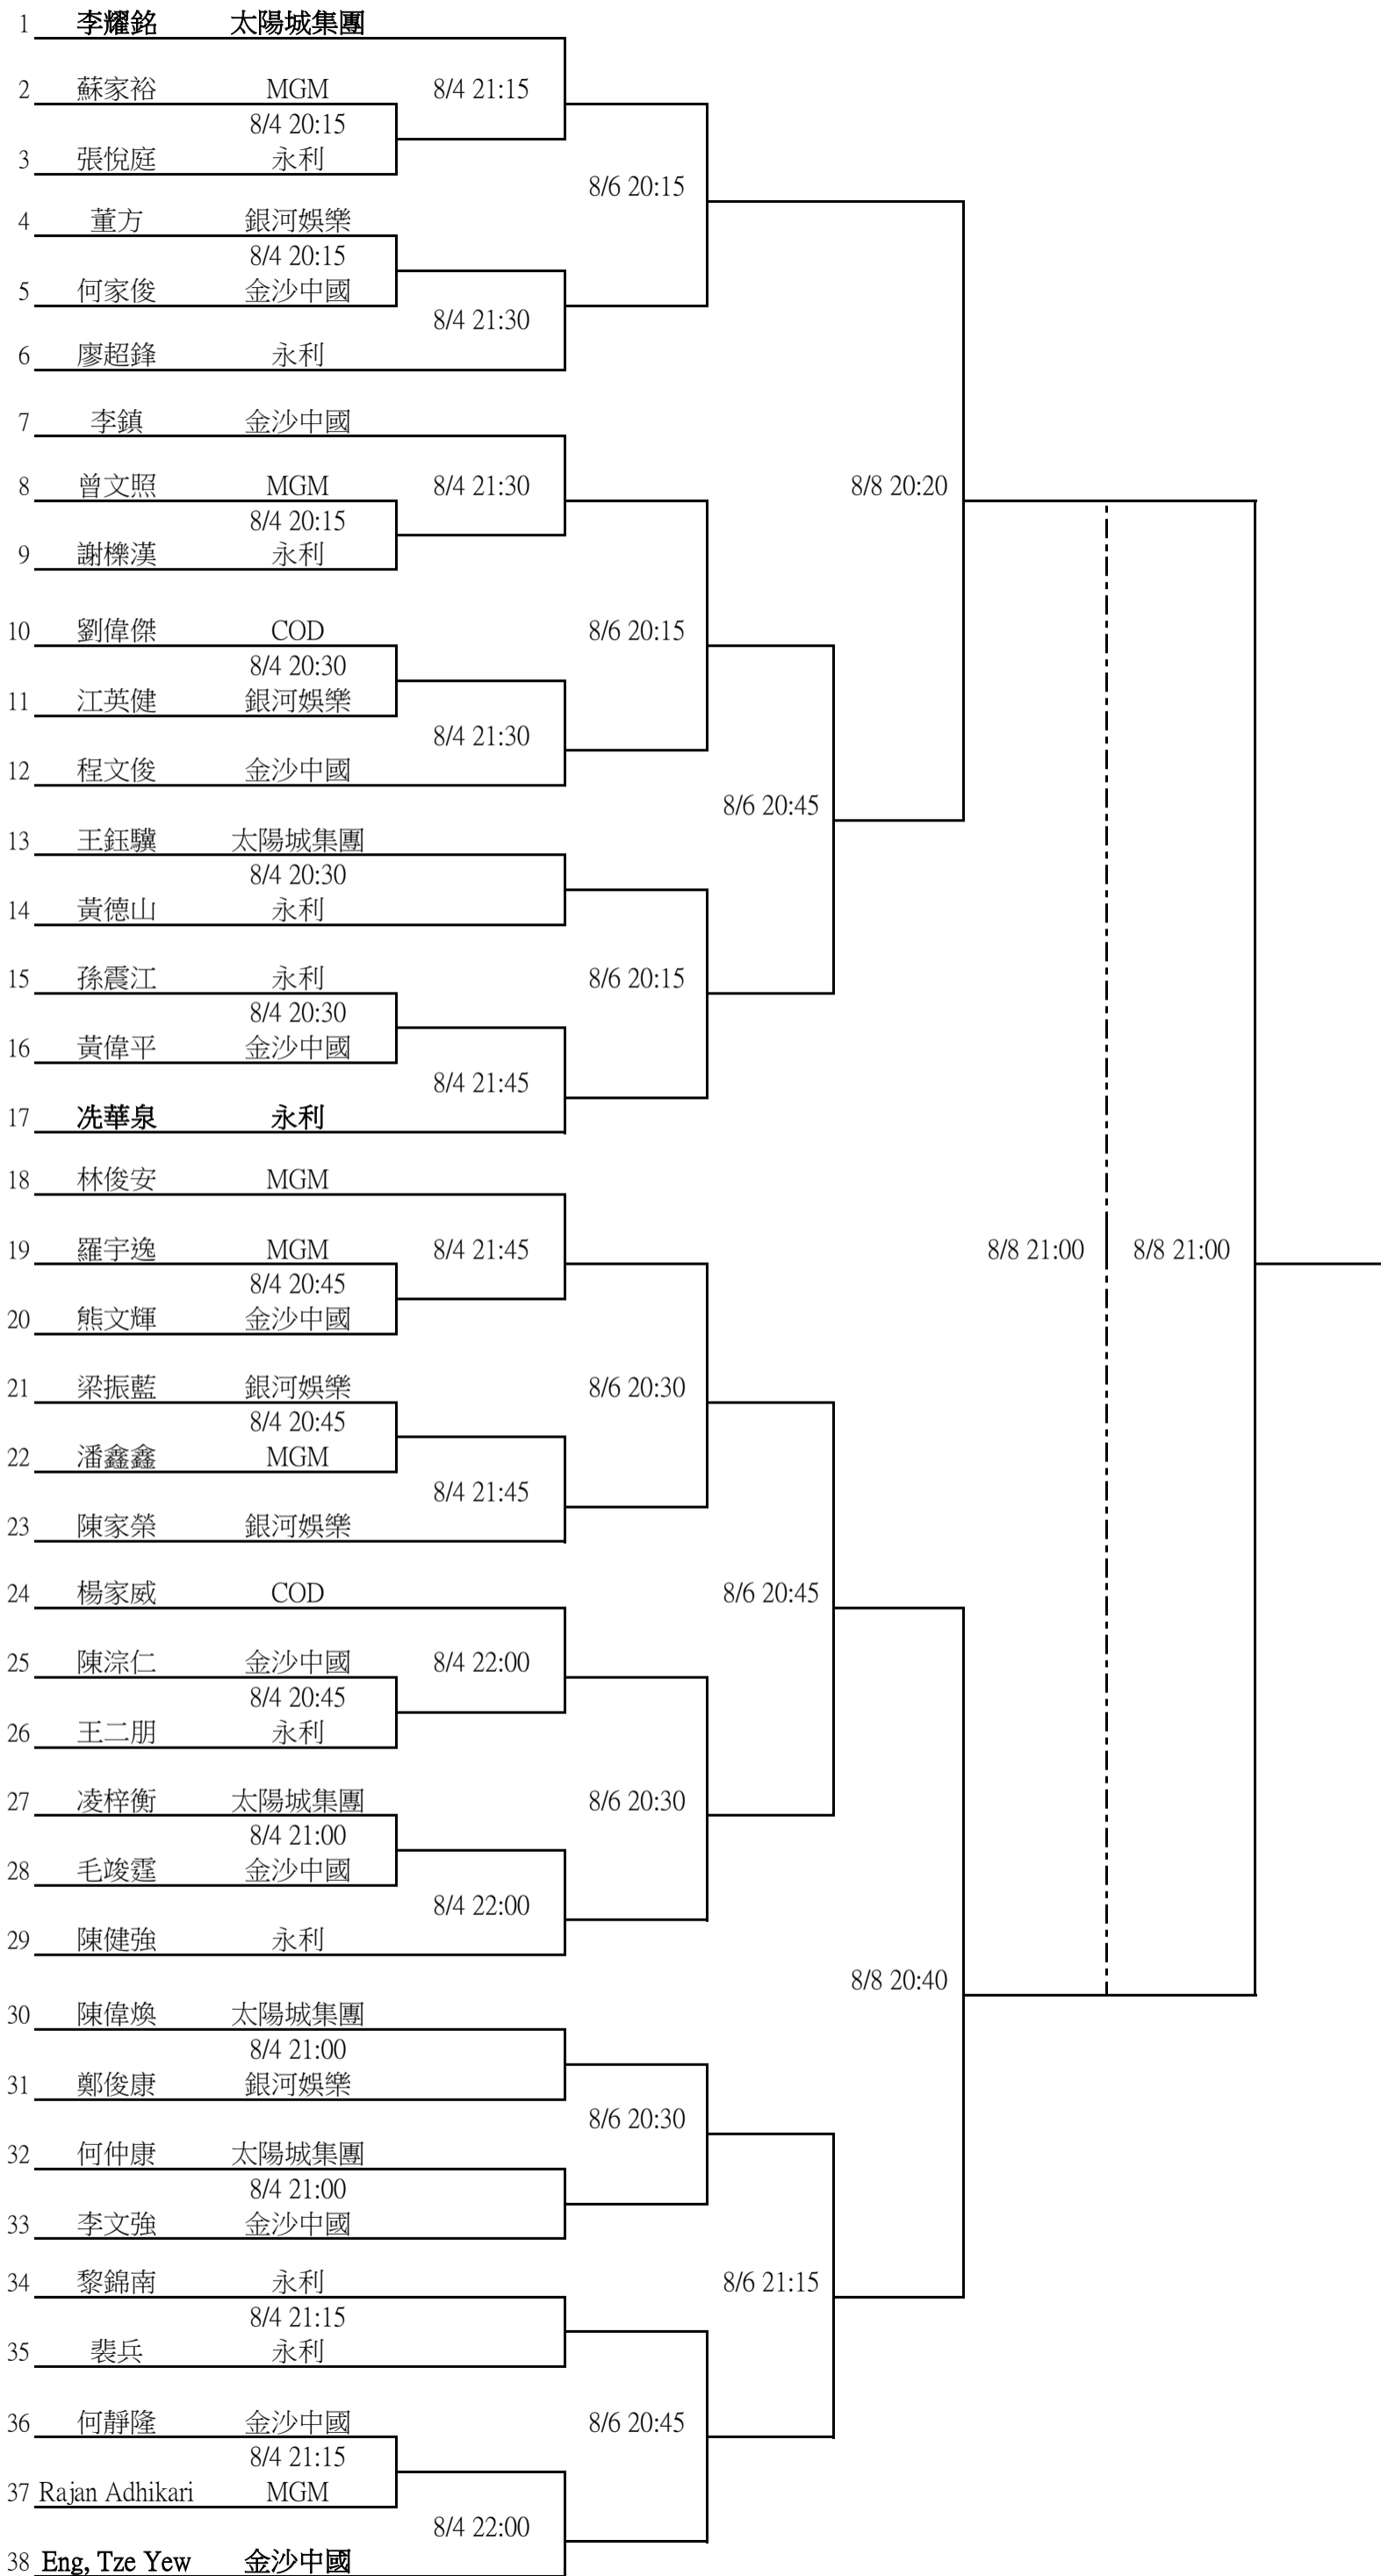 1 李耀銘 太陽城集團
2 蘇家裕 MGM 8/4 21:15
8/4 20:15
3 張悅庭 永利
8/6 20:15
4 董方 銀河娛樂
8/4 20:15
5 何家俊 金沙中國
8/4 21:30
6 廖超鋒 永利
7 李鎮 金沙中國
8 曾文照 MGM 8/4 21:30 8/8 20:20
8/4 20:15
9 謝櫟漢 永利
10 劉偉傑 COD 8/6 20:15
8/4 20:30
11 江英健 銀河娛樂
8/4 21:30
12 程文俊 金沙中國
8/6 20:45
13 王鈺驥 太陽城集團
8/4 20:30
14 黃德山 永利
15 孫震江 永利 8/6 20:15
8/4 20:30
16 黃偉平 金沙中國
8/4 21:45
17 冼華泉 永利
18 林俊安 MGM
19 羅宇逸 MGM 8/4 21:45 8/8 21:00 8/8 21:00
8/4 20:45
20 熊文輝 金沙中國
21 梁振藍 銀河娛樂 8/6 20:30
8/4 20:45
22 潘鑫鑫 MGM
8/4 21:45
23 陳家榮 銀河娛樂
24 楊家威 COD 8/6 20:45
25 陳淙仁 金沙中國 8/4 22:00
8/4 20:45
26 王二朋 永利
27 凌梓衡 太陽城集團 8/6 20:30
8/4 21:00
28 毛竣霆 金沙中國
8/4 22:00
29 陳健強 永利
8/8 20:40
30 陳偉煥 太陽城集團
8/4 21:00
31 鄭俊康 銀河娛樂
8/6 20:30
32 何仲康 太陽城集團
8/4 21:00
33 李文強 金沙中國
34 黎錦南 永利 8/6 21:15
8/4 21:15
35 裴兵 永利
36 何靜隆 金沙中國 8/6 20:45
8/4 21:15
37 Rajan Adhikari MGM
8/4 22:00
38 Eng, Tze Yew 金沙中國